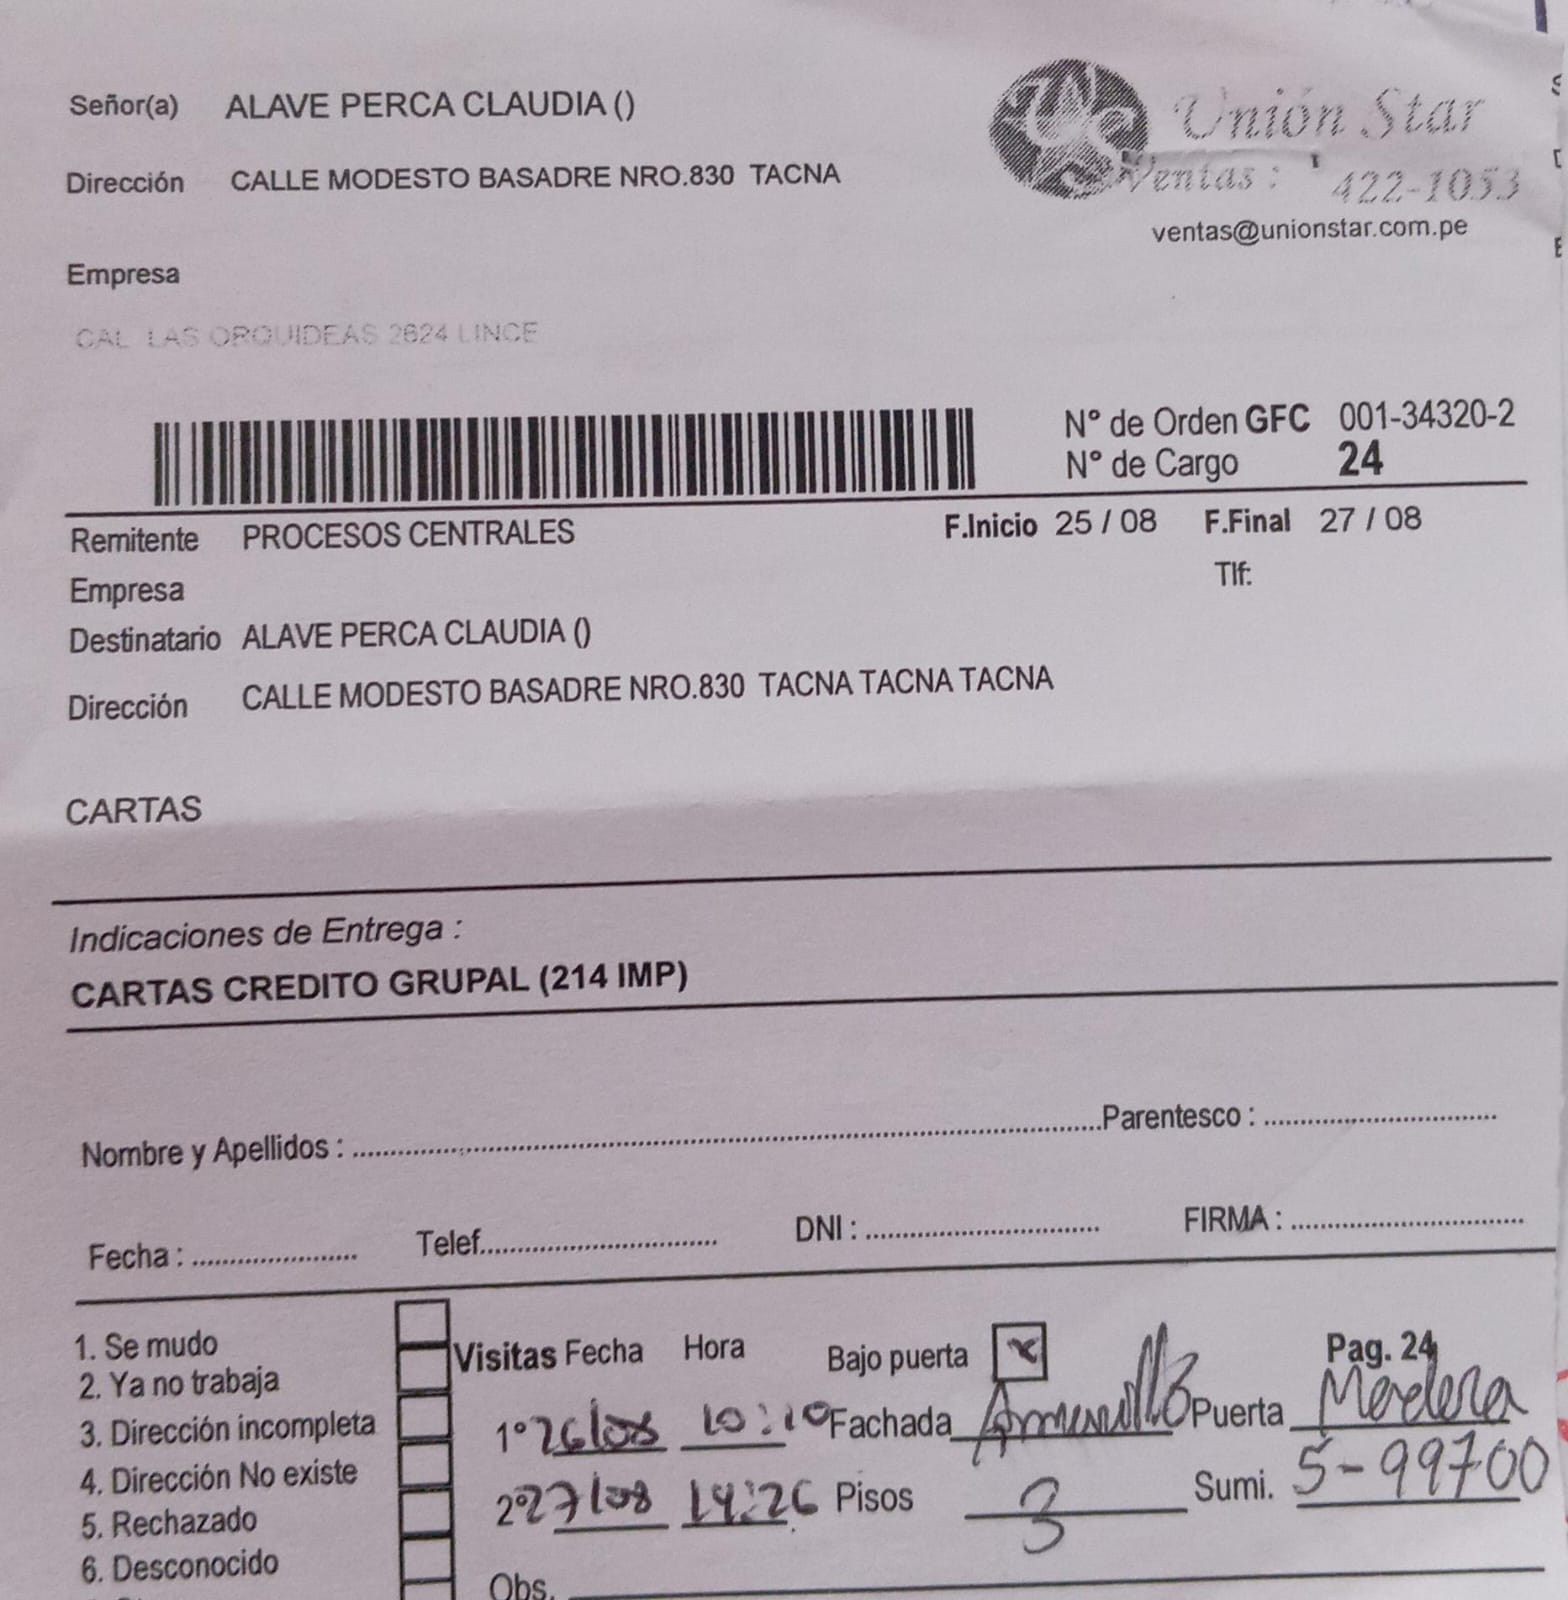 Señor(a) ALAVE PERCA CLAUDIA ()
Unión Star
Dirección CALLE MODESTO BASADRE NRO.830 TACNA
Ventas : 422-1053
ventas@unionstar.com.pe
Empresa
CAL LAS ORQUIDEAS 2624 LINCE
N° de Orden GFC 001-34320-2
N° de Cargo 24
Remitente PROCESOS CENTRALES F.Inicio 25 / 08 F.Final 27 / 08
Empresa Tlf:
Destinatario ALAVE PERCA CLAUDIA ()
Dirección CALLE MODESTO BASADRE NRO.830 TACNA TACNA TACNA
CARTAS
Indicaciones de Entrega :
CARTAS CREDITO GRUPAL (214 IMP)
Nombre y Apellidos : Parentesco :
Fecha : Telef. DNI : FIRMA :
1. Se mudo
2. Ya no trabaja
3. Dirección incompleta
4. Dirección No existe
5. Rechazado
6. Desconocido
Visitas Fecha Hora Bajo puerta x Pag. 24
1° 26/08 10:10 Fachada Amarillo Puerta Madera
2° 27/08 14:26 Pisos 3 Sumi. 5-99700
Obs.